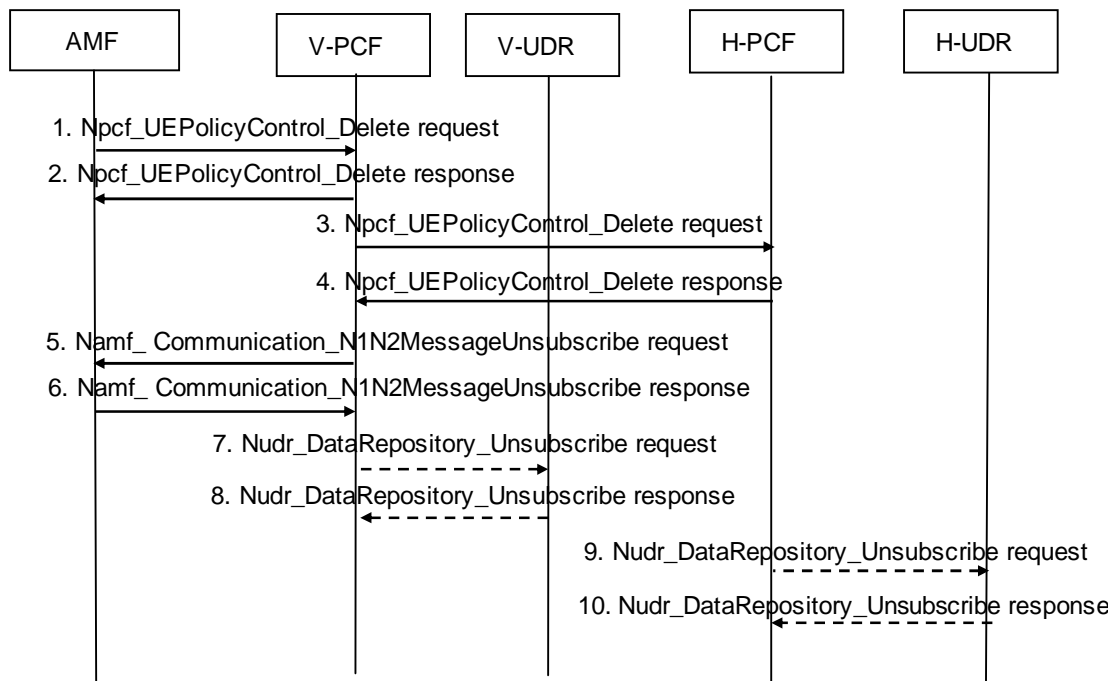 AMF
V-PCF
V-UDR
H-PCF
H-UDR
1. Npcf_UEPolicyControl_Delete request
2. Npcf_UEPolicyControl_Delete response
3. Npcf_UEPolicyControl_Delete request
4. Npcf_UEPolicyControl_Delete response
5. Namf_ Communication_N1N2MessageUnsubscribe request
6. Namf_ Communication_N1N2MessageUnsubscribe response
7. Nudr_DataRepository_Unsubscribe request
8. Nudr_DataRepository_Unsubscribe response
9. Nudr_DataRepository_Unsubscribe request
10. Nudr_DataRepository_Unsubscribe response